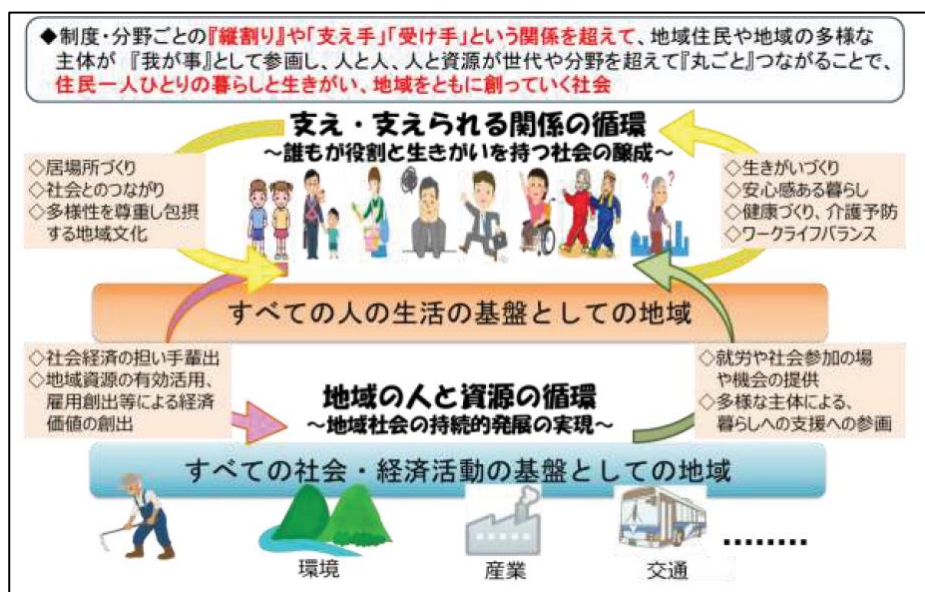 ◆制度・分野ごとの『縦割り』や「支え手」「受け手」という関係を超えて、地域住民や地域の多様な
主体が 『我が事』として参画し、人と人、人と資源が世代や分野を超えて『丸ごと』つながることで、
住民一人ひとりの暮らしと生きがい、地域をともに創っていく社会
支え・支えられる関係の循環
～誰もが役割と生きがいを持つ社会の醸成～
◇居場所づくり
◇社会とのつながり
◇多様性を尊重し包摂
する地域文化
◇生きがいづくり
◇安心感ある暮らし
◇健康づくり、介護予防
◇ワークライフバランス
すべての人の生活の基盤としての地域
◇社会経済の担い手輩出
◇地域資源の有効活用、
雇用創出等による経済
価値の創出
地域の人と資源の循環
～地域社会の持続的発展の実現～
◇就労や社会参加の場
や機会の提供
◇多様な主体による、
暮らしへの支援への参画
すべての社会・経済活動の基盤としての地域
環境
産業
交通
………